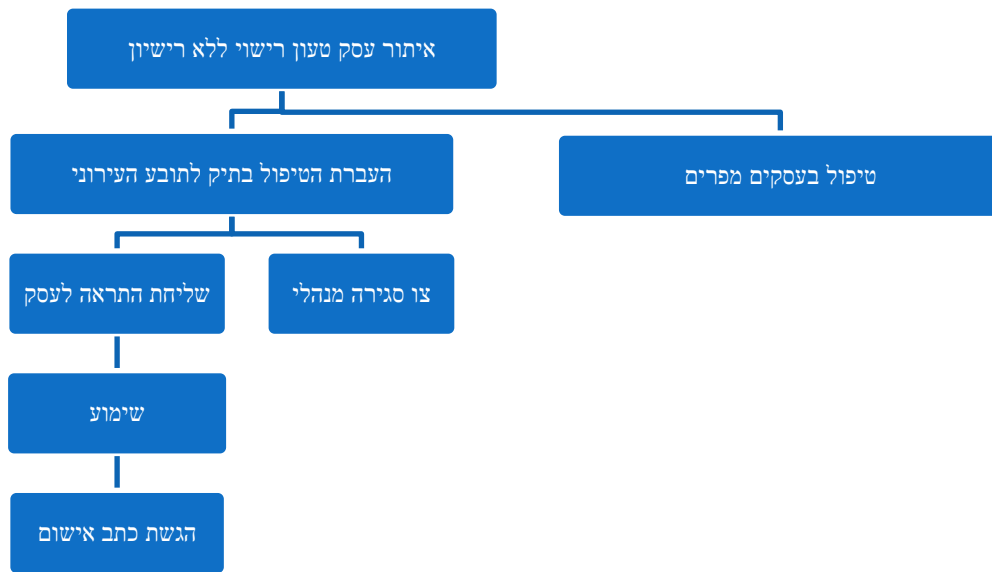 איתור עסק טעון רישוי ללא רישיון
טיפול בעסקים מפרים
העברת הטיפול בתיק לתובע העירוני
צו סגירה מנהלי
שליחת התראה לעסק
שימוע
הגשת כתב אישום